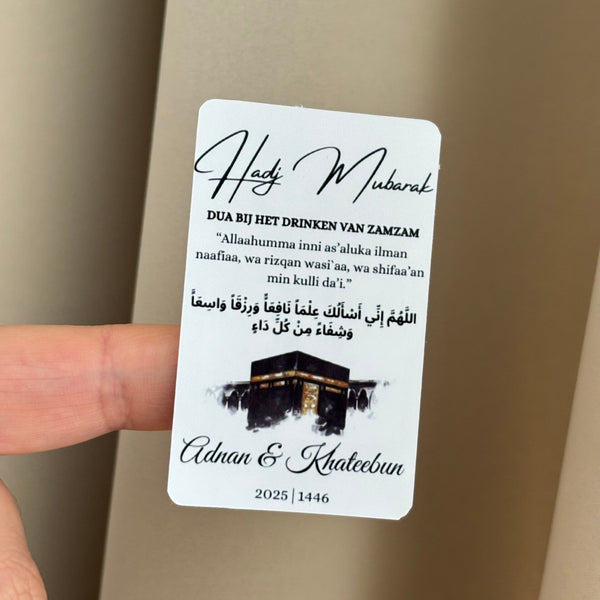 Hadj Mubarak
DUA BIJ HET DRINKEN VAN ZAMZAM
“Allaahumma inni as’aluka ilman
naafiaa, wa rizqan wasi`aa, wa shifaa’an
min kulli da’i.”
اللَّهُمَّ إِنِّي أَسْأَلُكَ عِلْمَاً نَافِعَاً وَرِزْقَاً وَاسِعَاً
وَشِفَاءً مِنْ كُلِّ دَاءٍ
Adnan & Khateebun
2025|1446